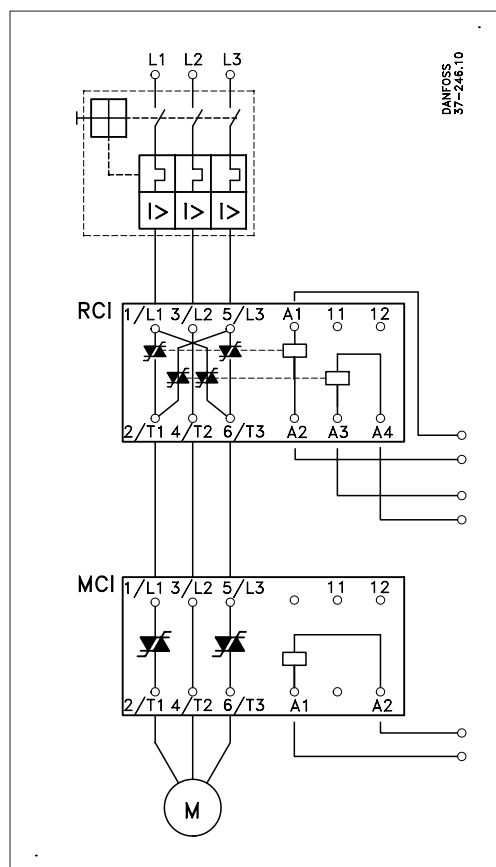 L1 L2 L3
DANFOSS
37-246.10
I> I> I>
RCI
1/L1 3/L2 5/L3 A1 11 12
2/T1 4/T2 6/T3 A2 A3 A4
MCI
1/L1 3/L2 5/L3 11 12
2/T1 4/T2 6/T3 A1 A2
M